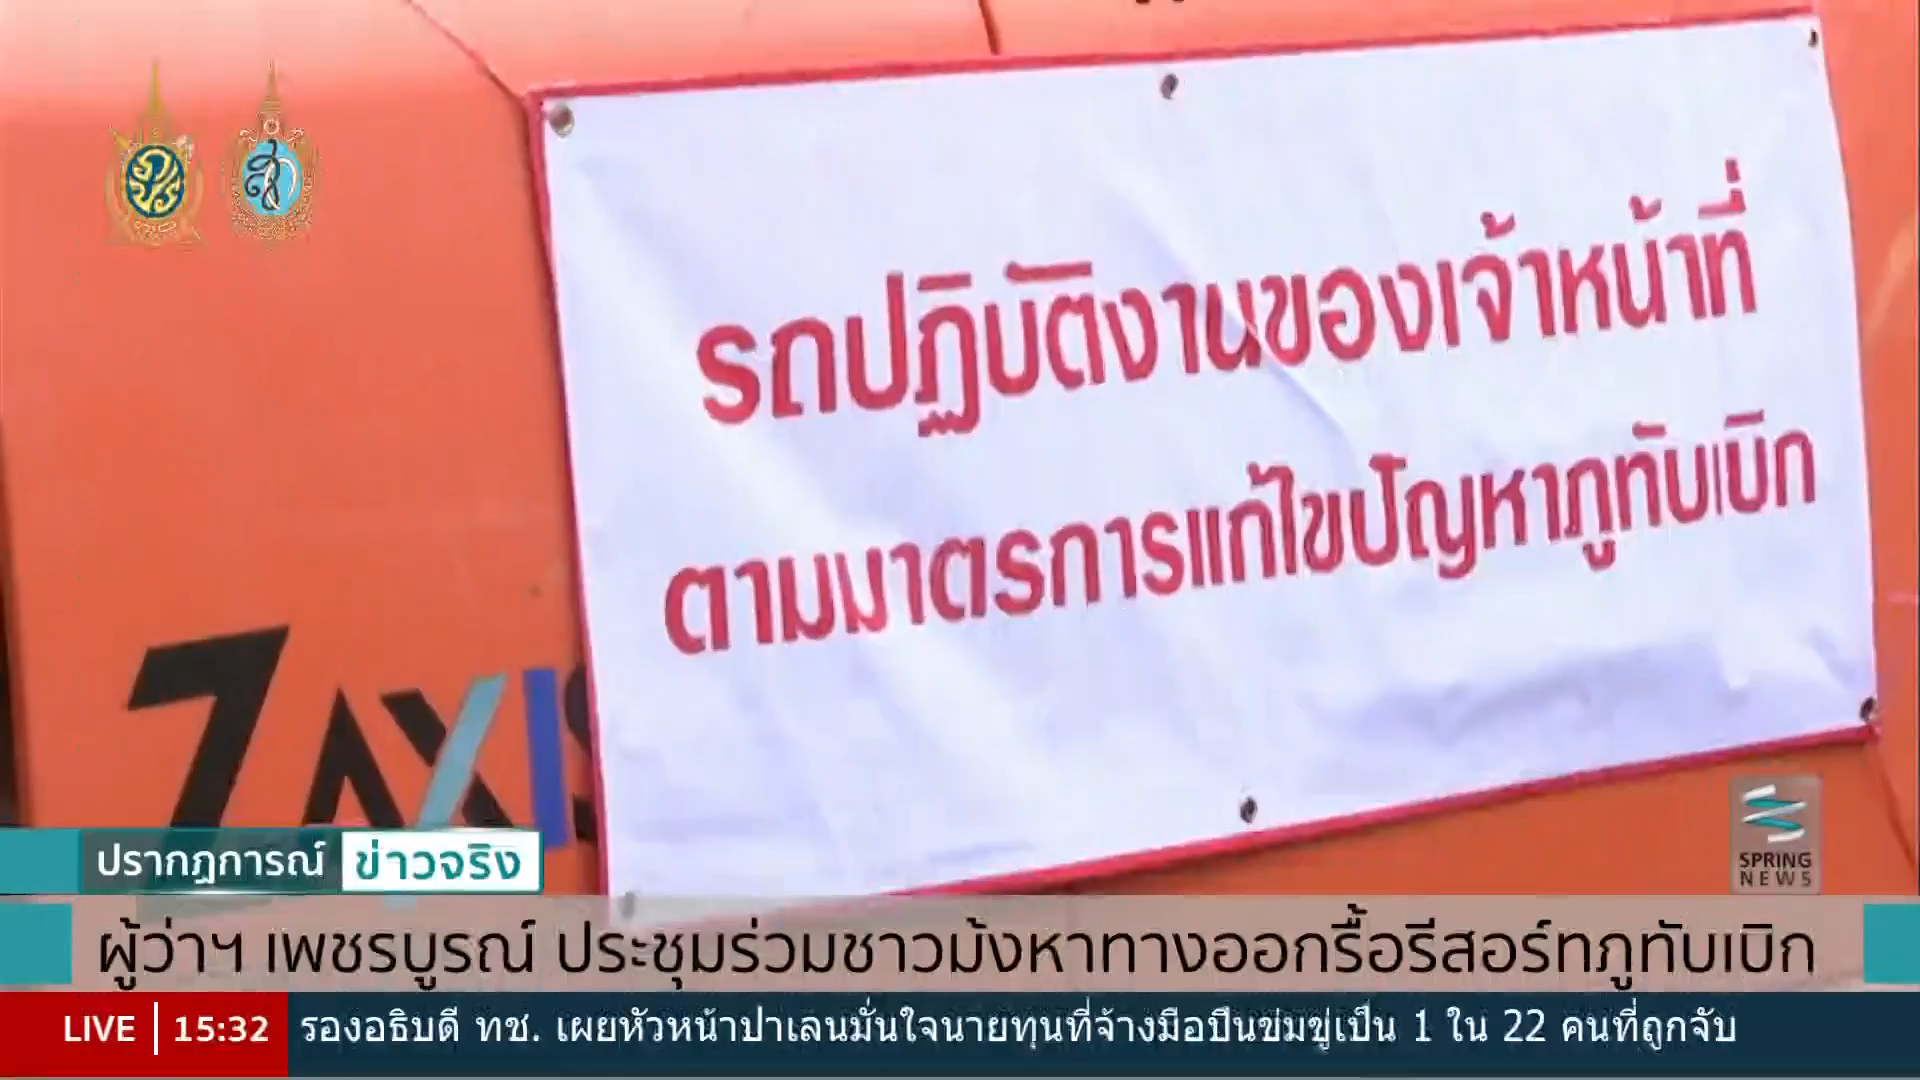 รถปฏิบัติงานของเจ้าหน้าที่
ตามมาตรการแก้ไขปัญหาภูทับเบิก
ZAXIS
ปรากฏการณ์ ข่าวจริง
SPRING
NEWS
ผู้ว่าฯ เพชรบูรณ์ ประชุมร่วมชาวม้งหาทางออกรื้อรีสอร์ทภูทับเบิก
LIVE 15:32 รองอธิบดี ทช. เผยหัวหน้าป่าเลนมั่นใจนายทุนที่จ้างมือปืนข่มขู่เป็น 1 ใน 22 คนที่ถูกจับ